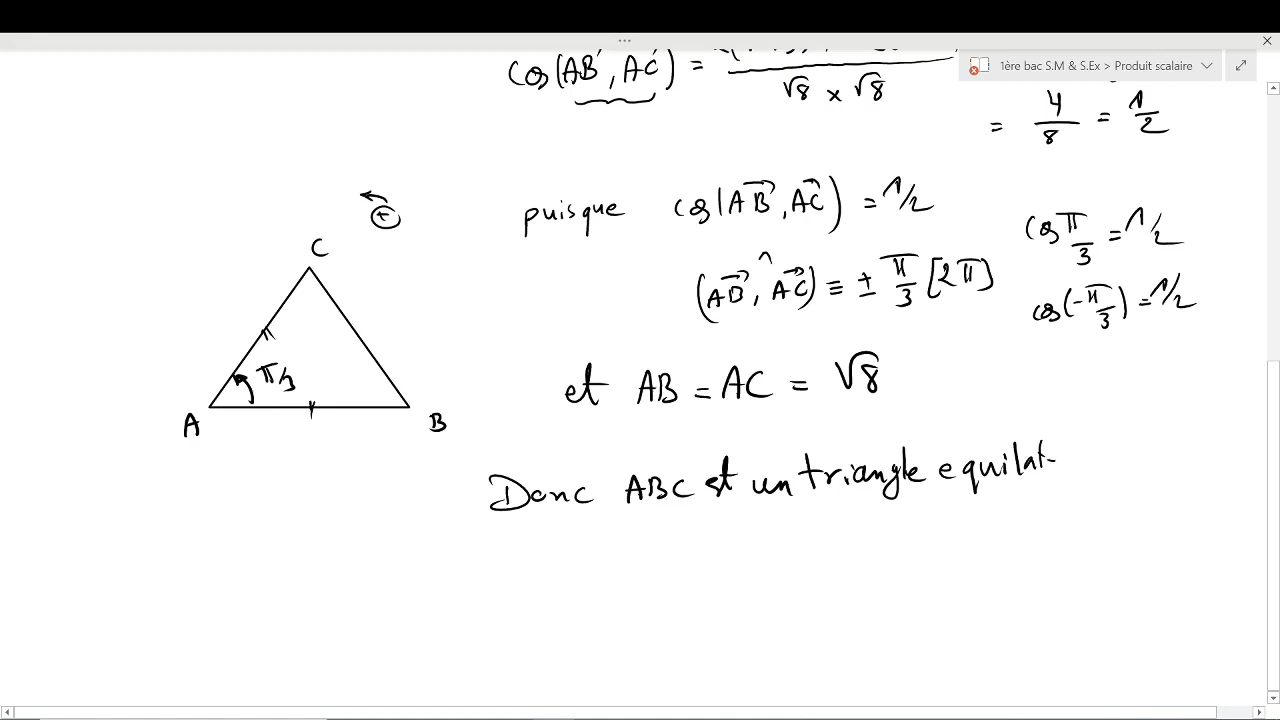 1ère bac S.M & S.Ex > Produit scalaire
cos(AB, AC) = / √8 × √8
= 4/8 = 1/2
puisque cos(AB, AC) = 1/2
cos π/3 = 1/2
(AB, AC) ≡ ± π/3 [2π]
cos(-π/3) = 1/2
et AB = AC = √8
Donc ABC est un triangle equilat
C
+
π/3
A
B